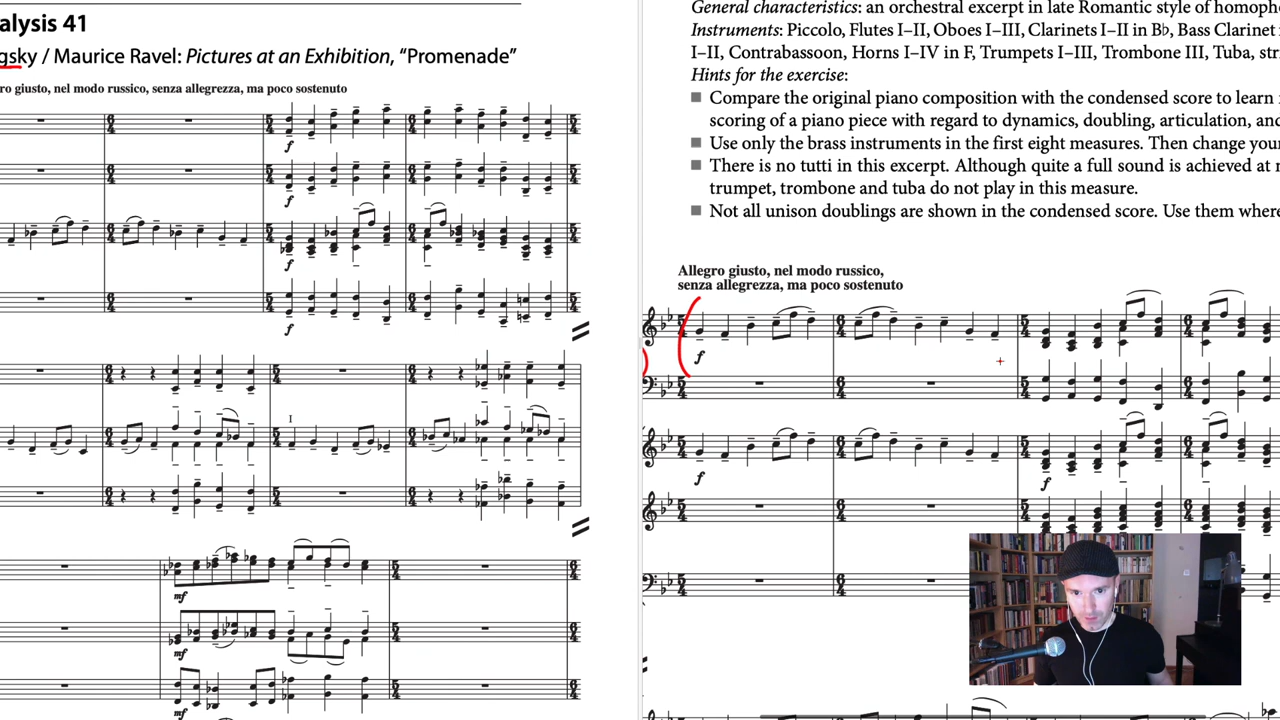 alysis 41
gsky / Maurice Ravel: Pictures at an Exhibition, “Promenade”
ro giusto, nel modo russico, senza allegrezza, ma poco sostenuto
f
f
f
f
I
mf
mf
mf
General characteristics: an orchestral excerpt in late Romantic style of homoph
Instruments: Piccolo, Flutes I–II, Oboes I–III, Clarinets I–II in B♭, Bass Clarinet
I–II, Contrabassoon, Horns I–IV in F, Trumpets I–III, Trombone III, Tuba, str
Hints for the exercise:
■ Compare the original piano composition with the condensed score to learn
scoring of a piano piece with regard to dynamics, doubling, articulation, and
■ Use only the brass instruments in the first eight measures. Then change your
■ There is no tutti in this excerpt. Although quite a full sound is achieved at
trumpet, trombone and tuba do not play in this measure.
■ Not all unison doublings are shown in the condensed score. Use them where
Allegro giusto, nel modo russico,
senza allegrezza, ma poco sostenuto
f
f
f